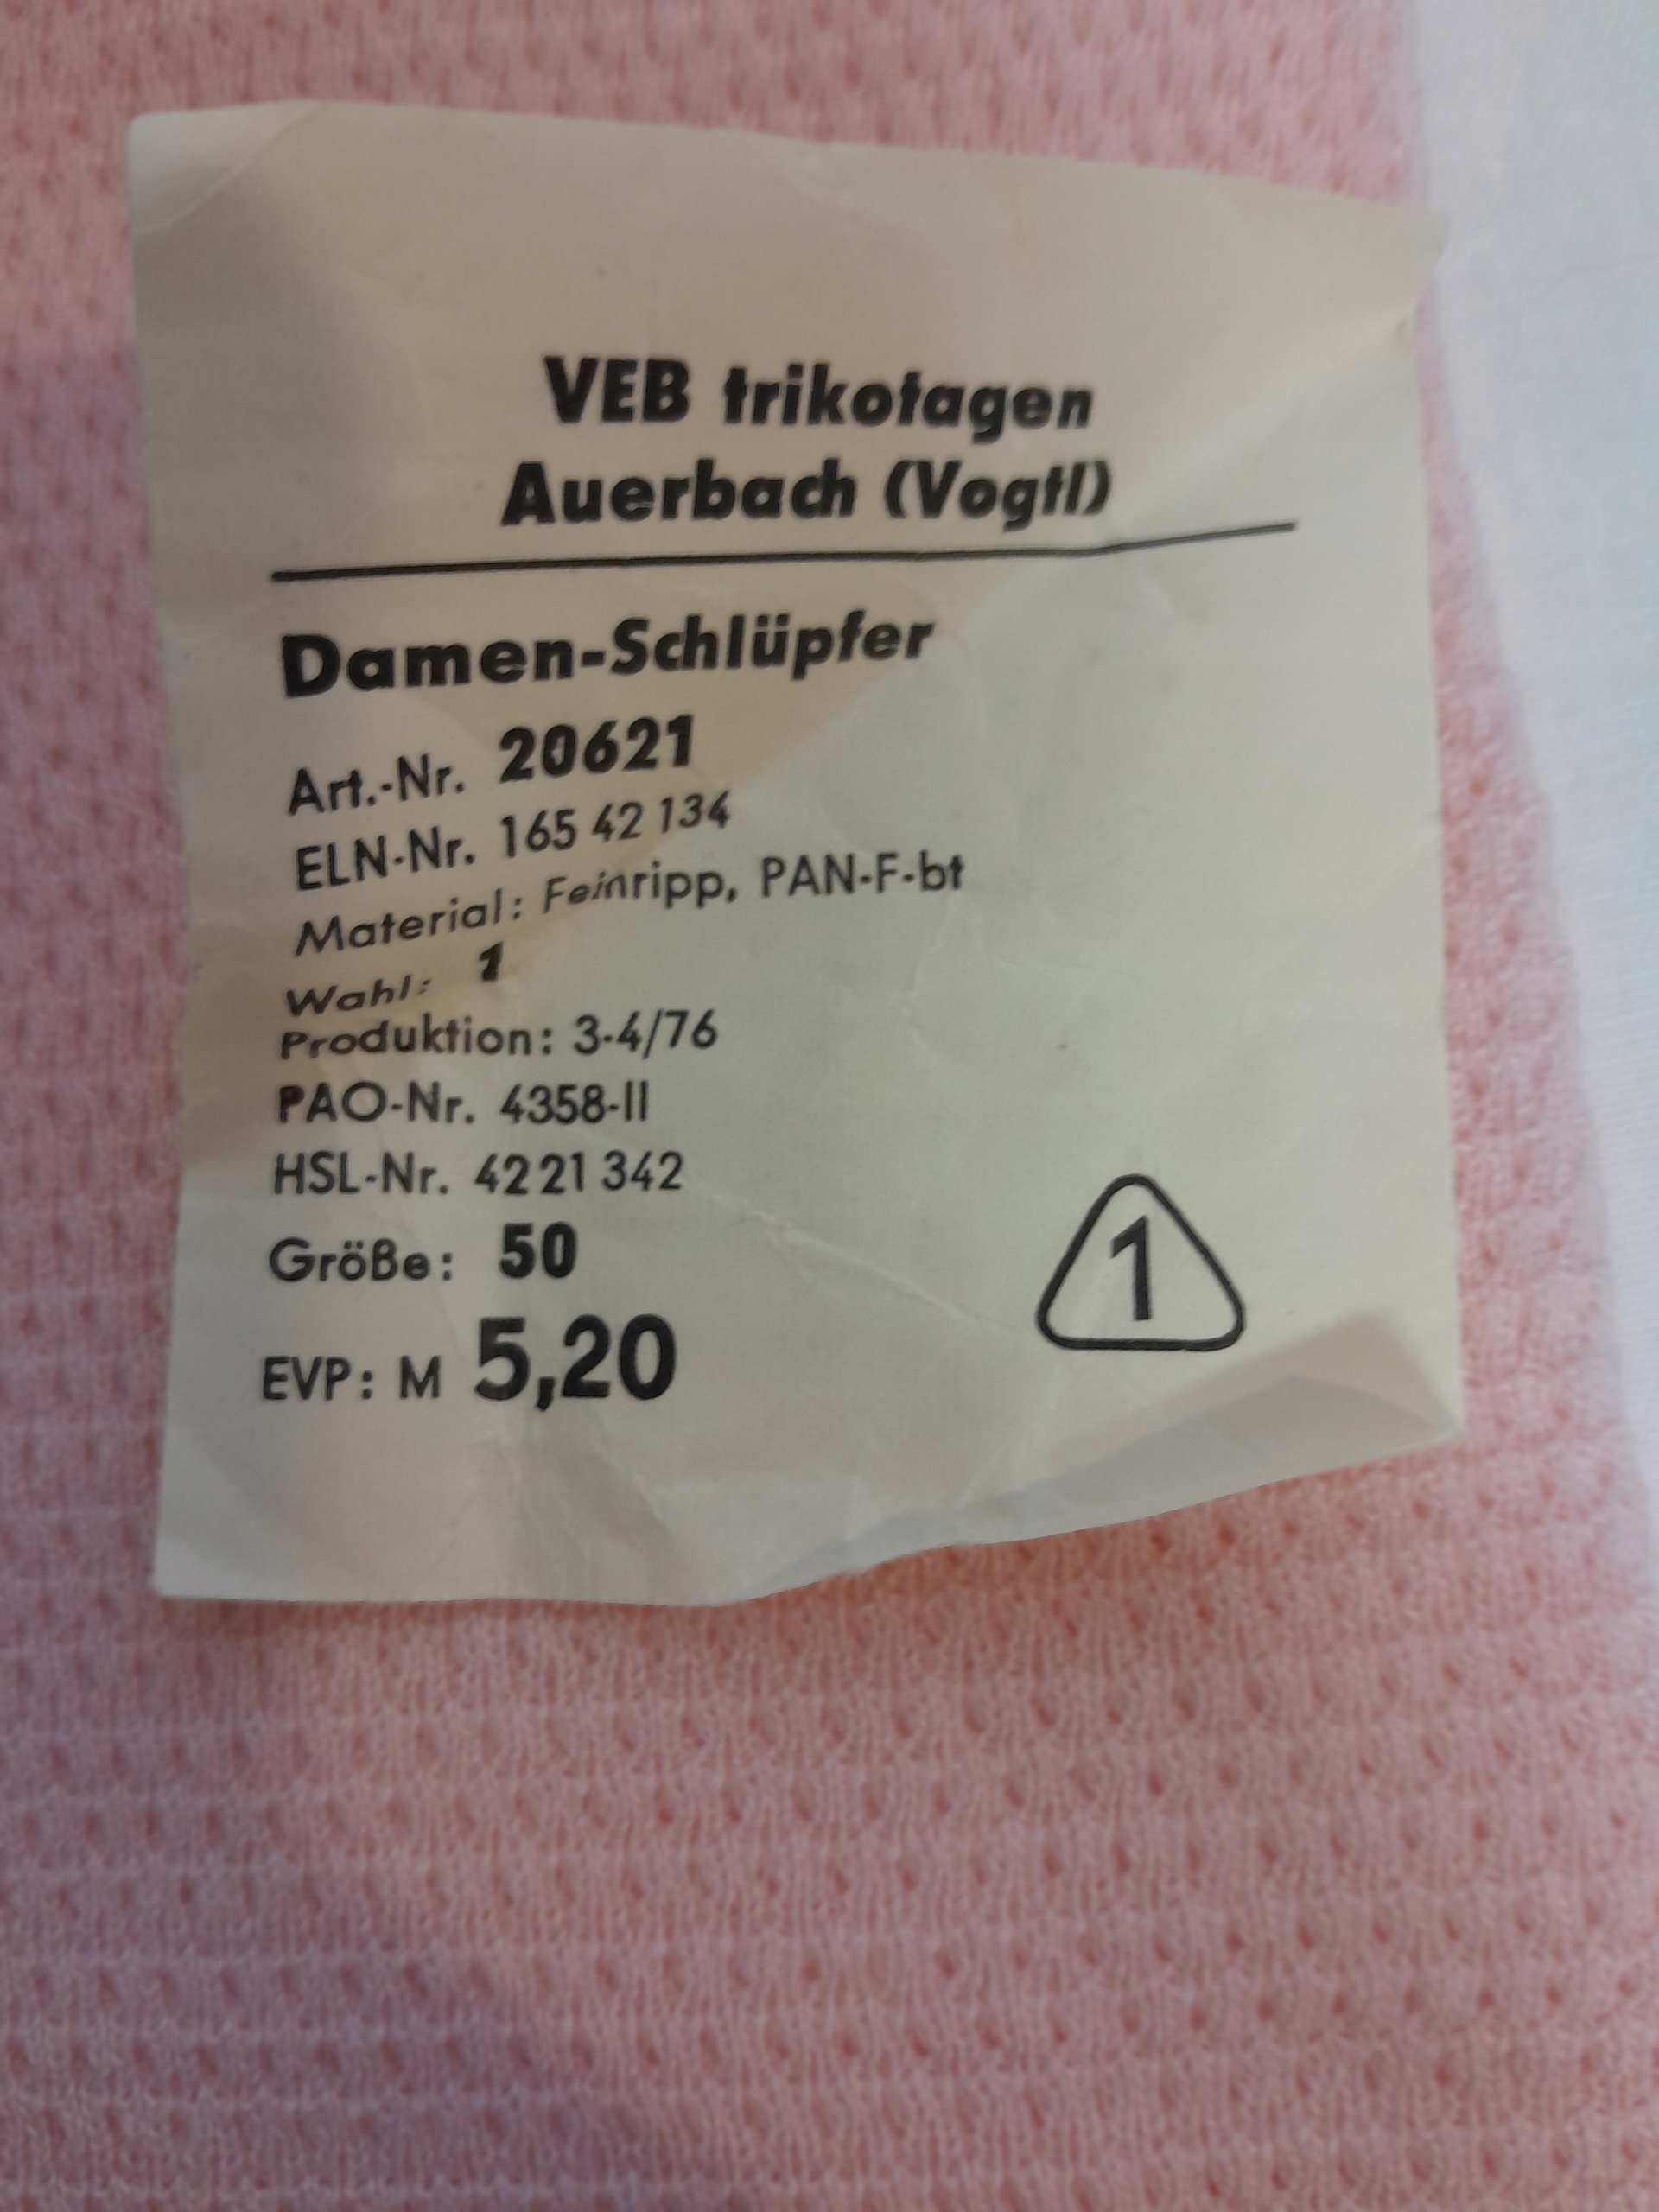 VEB trikotagen
Auerbach (Vogtl)
Damen-Schlüpfer
Art.-Nr. 20621
ELN-Nr. 165 42 134
Material: Feinripp, PAN-F-bt
Wahl: 1
Produktion: 3-4/76
PAO-Nr. 4358-II
HSL-Nr. 42 21 342
Größe: 50
EVP: M 5,20
1